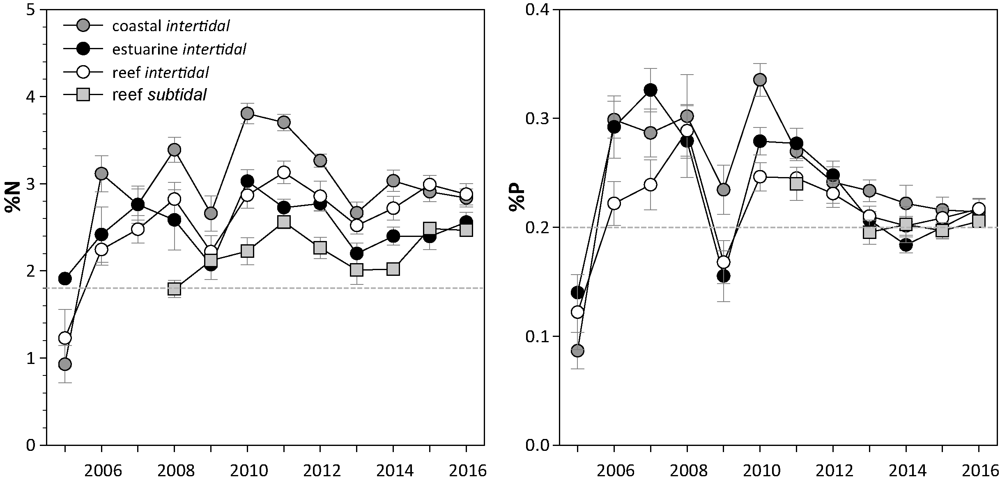 5
4
3
2
1
0
%N
coastal intertidal
estuarine intertidal
reef intertidal
reef subtidal
2006 2008 2010 2012 2014 2016
0.4
0.3
0.2
0.1
0.0
%P
2006 2008 2010 2012 2014 2016